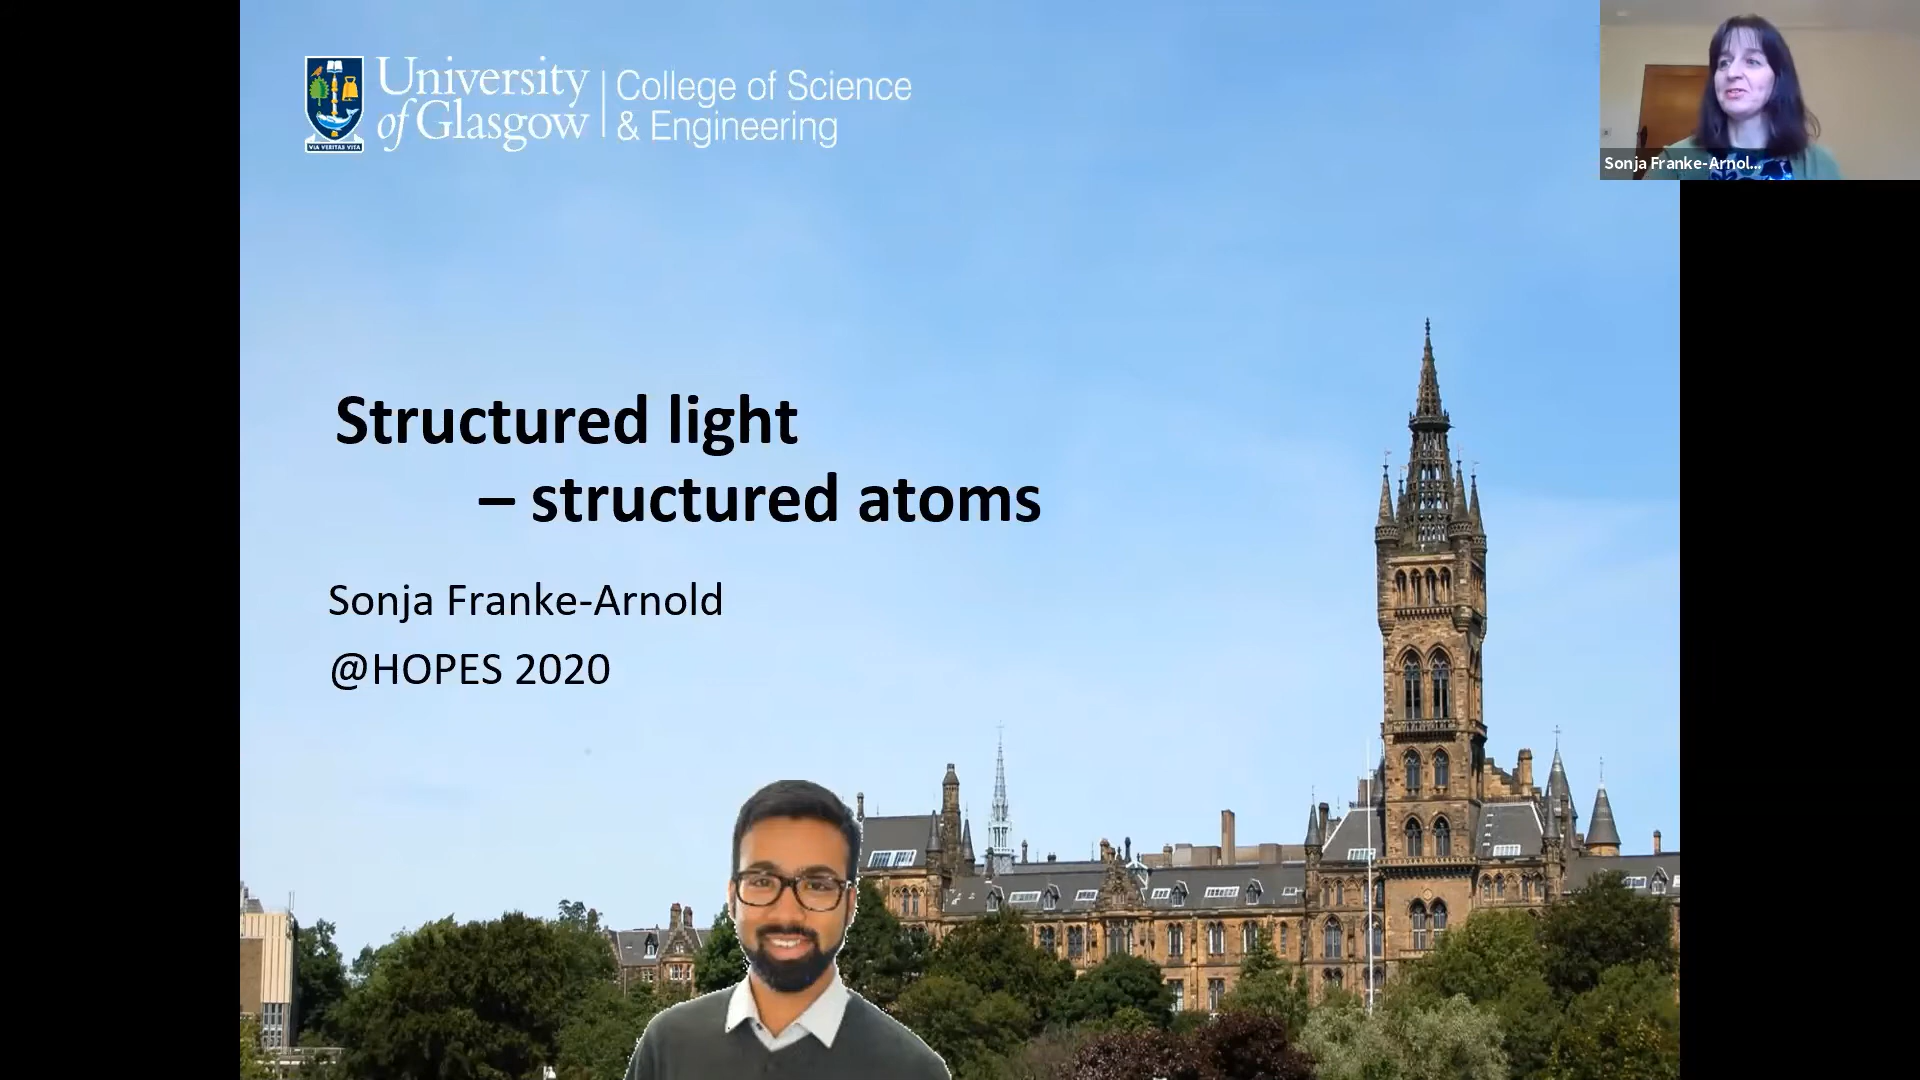 University
of Glasgow
College of Science
& Engineering
VIA VERITAS VITA
Sonja Franke-Arnol...
Structured light
– structured atoms
Sonja Franke-Arnold
@HOPES 2020